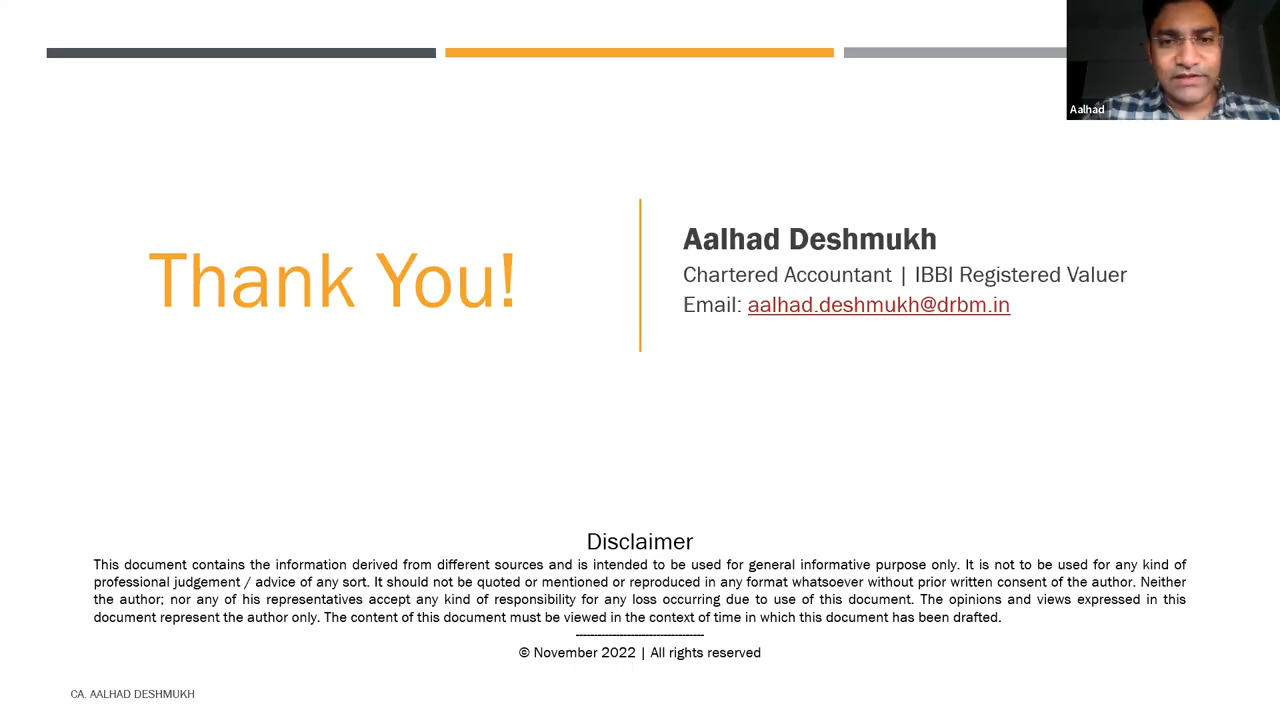 Aalhad
Thank You!
Aalhad Deshmukh
Chartered Accountant | IBBI Registered Valuer
Email: aalhad.deshmukh@drbm.in
Disclaimer
This document contains the information derived from different sources and is intended to be used for general informative purpose only. It is not to be used for any kind of
professional judgement / advice of any sort. It should not be quoted or mentioned or reproduced in any format whatsoever without prior written consent of the author. Neither
the author; nor any of his representatives accept any kind of responsibility for any loss occurring due to use of this document. The opinions and views expressed in this
document represent the author only. The content of this document must be viewed in the context of time in which this document has been drafted.
-----------------------------------
© November 2022 | All rights reserved
CA. AALHAD DESHMUKH